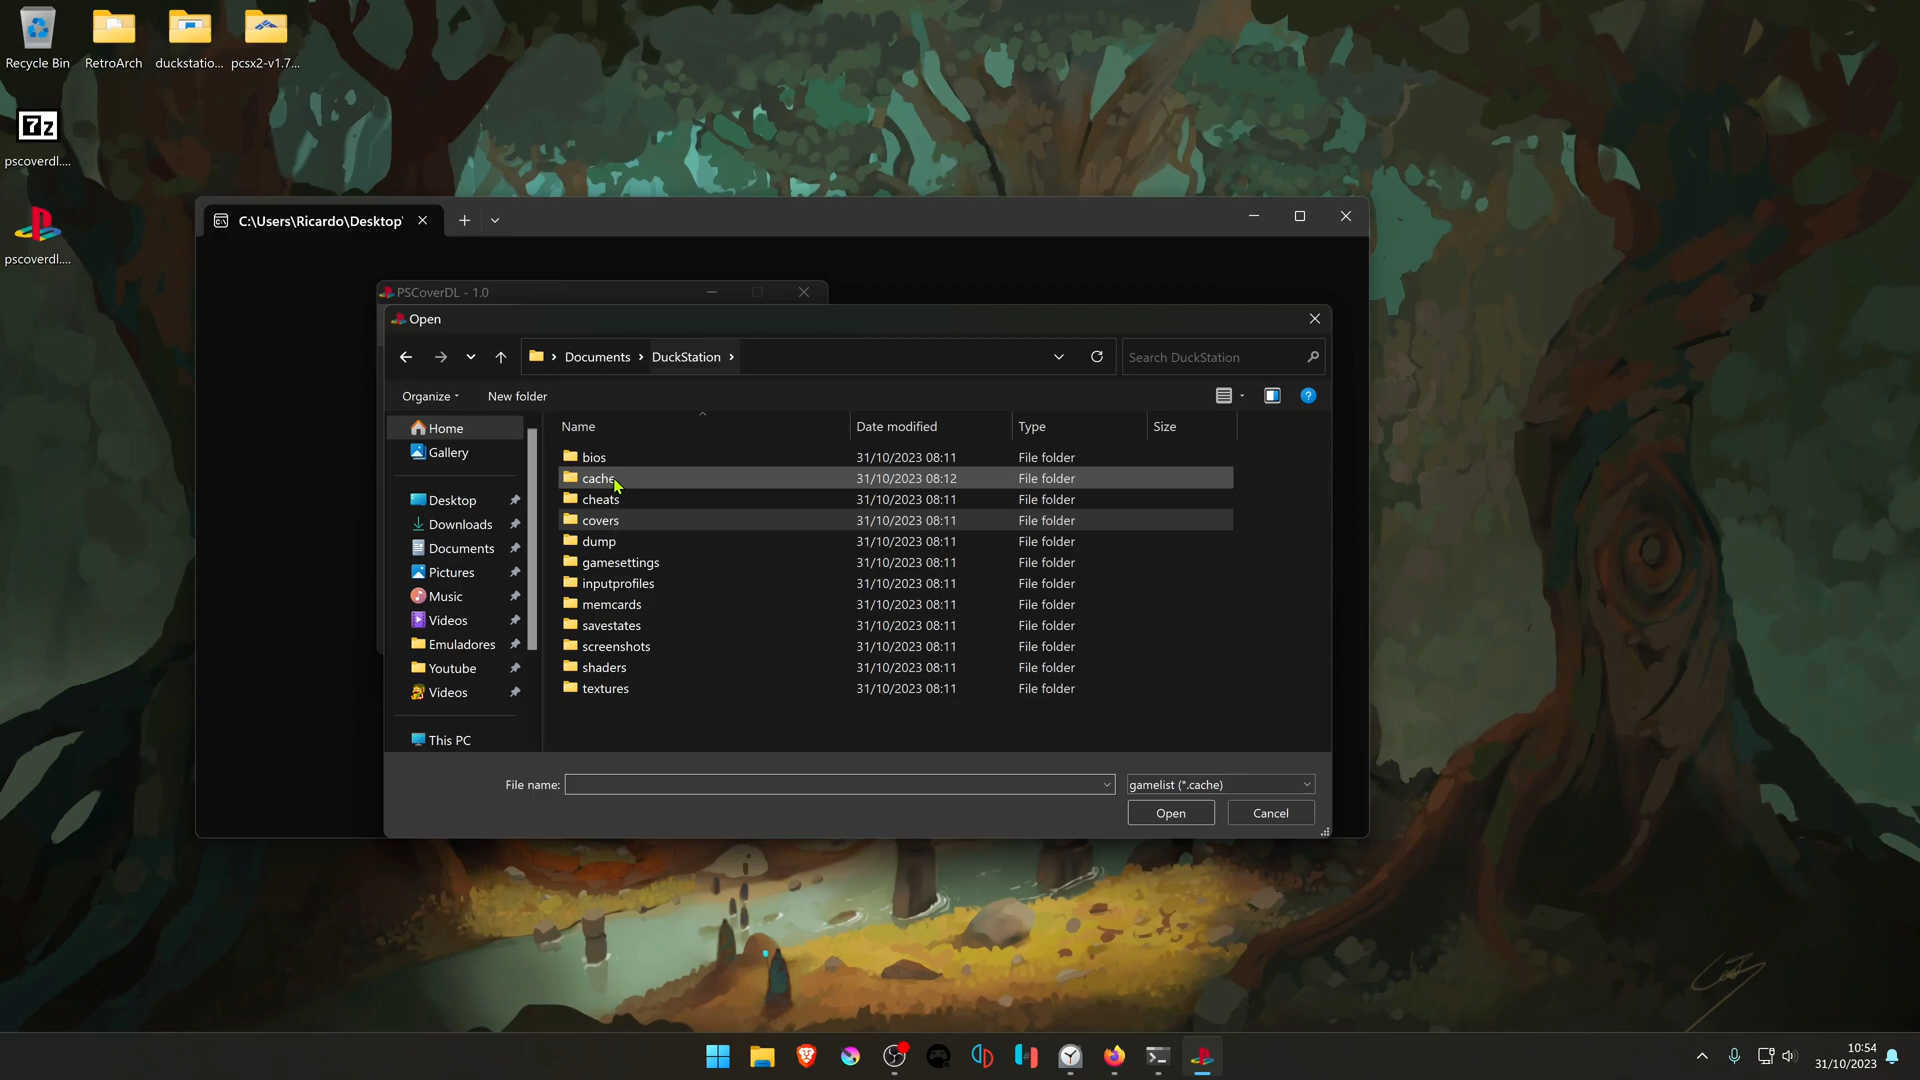 Recycle Bin
RetroArch
duckstatio...
pcsx2-v1.7...
7z
pscoverdl....
pscoverdl....
C:\Users\Ricardo\Desktop
PSCoverDL - 1.0
Open
Documents
DuckStation
Search DuckStation
Organize
New folder
Home
Gallery
Desktop
Downloads
Documents
Pictures
Music
Videos
Emuladores
Youtube
Videos
This PC
Name Date modified Type Size
bios 31/10/2023 08:11 File folder
cache 31/10/2023 08:12 File folder
cheats 31/10/2023 08:11 File folder
covers 31/10/2023 08:11 File folder
dump 31/10/2023 08:11 File folder
gamesettings 31/10/2023 08:11 File folder
inputprofiles 31/10/2023 08:11 File folder
memcards 31/10/2023 08:11 File folder
savestates 31/10/2023 08:11 File folder
screenshots 31/10/2023 08:11 File folder
shaders 31/10/2023 08:11 File folder
textures 31/10/2023 08:11 File folder
File name:
gamelist (*.cache)
Open
Cancel
10:54
31/10/2023